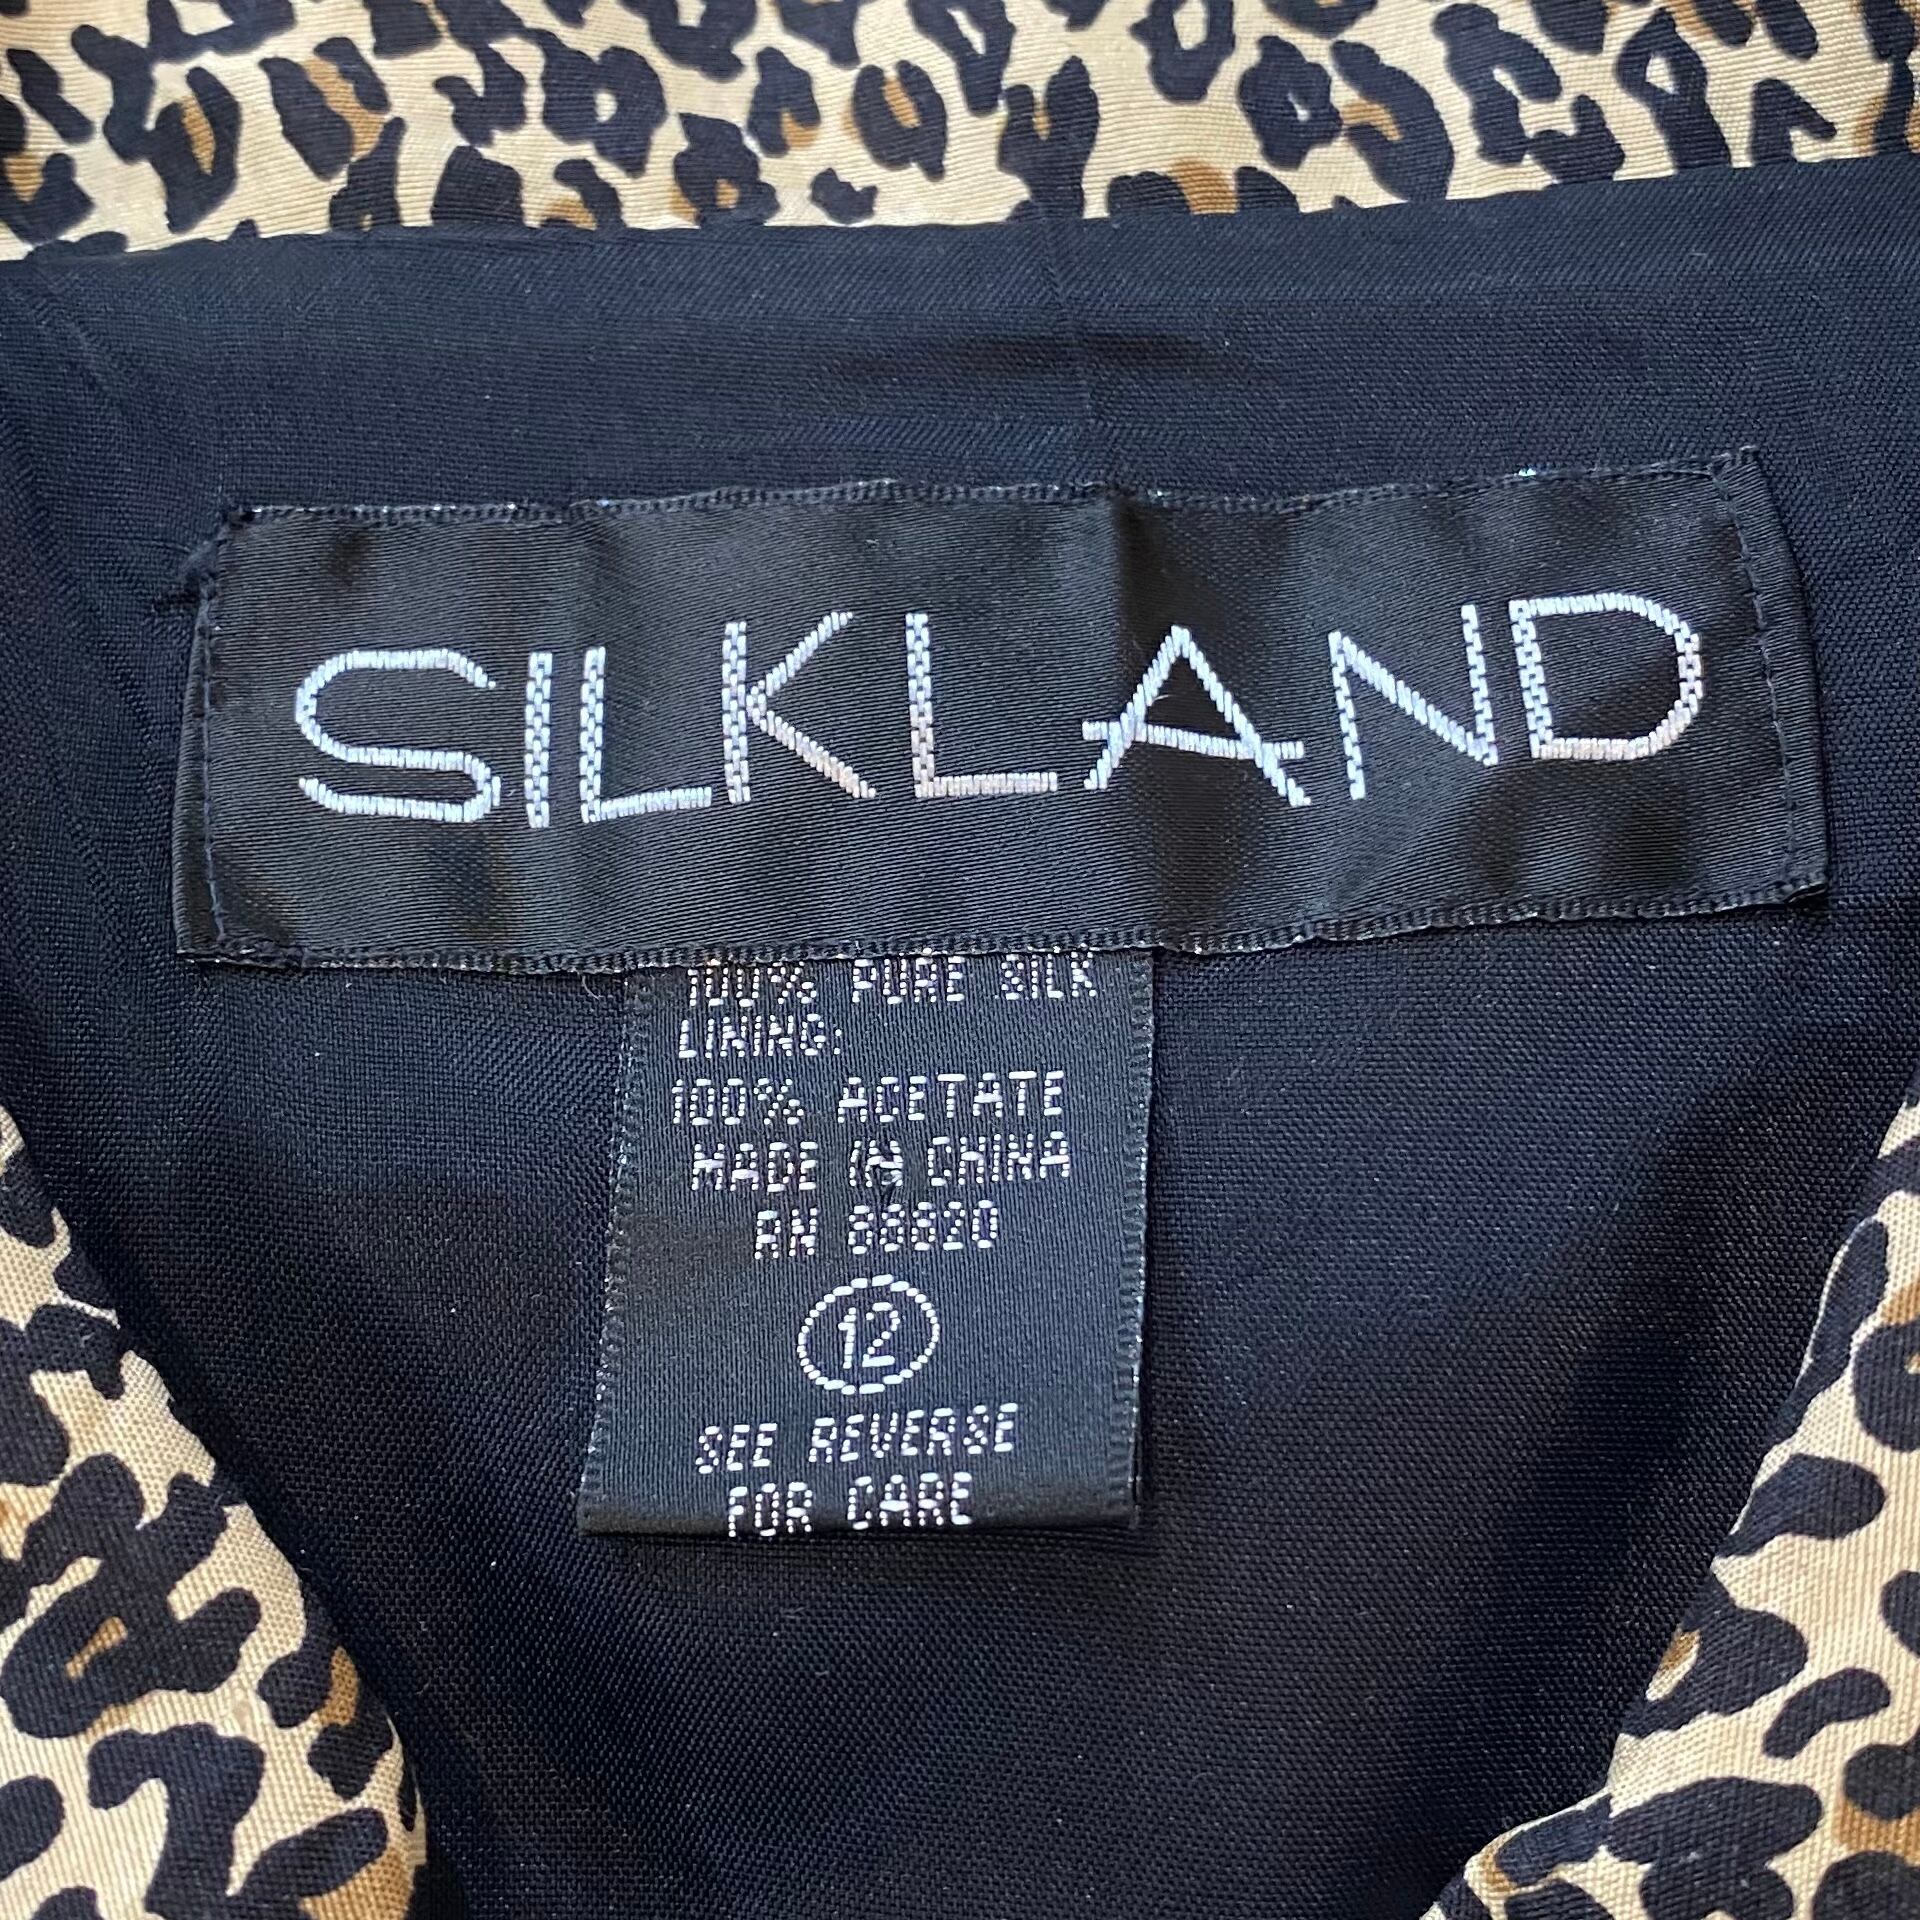 SILKLAND
100% PURE SILK
LINING:
100% ACETATE
MADE IN CHINA
RN 88820
12
SEE REVERSE
FOR CARE